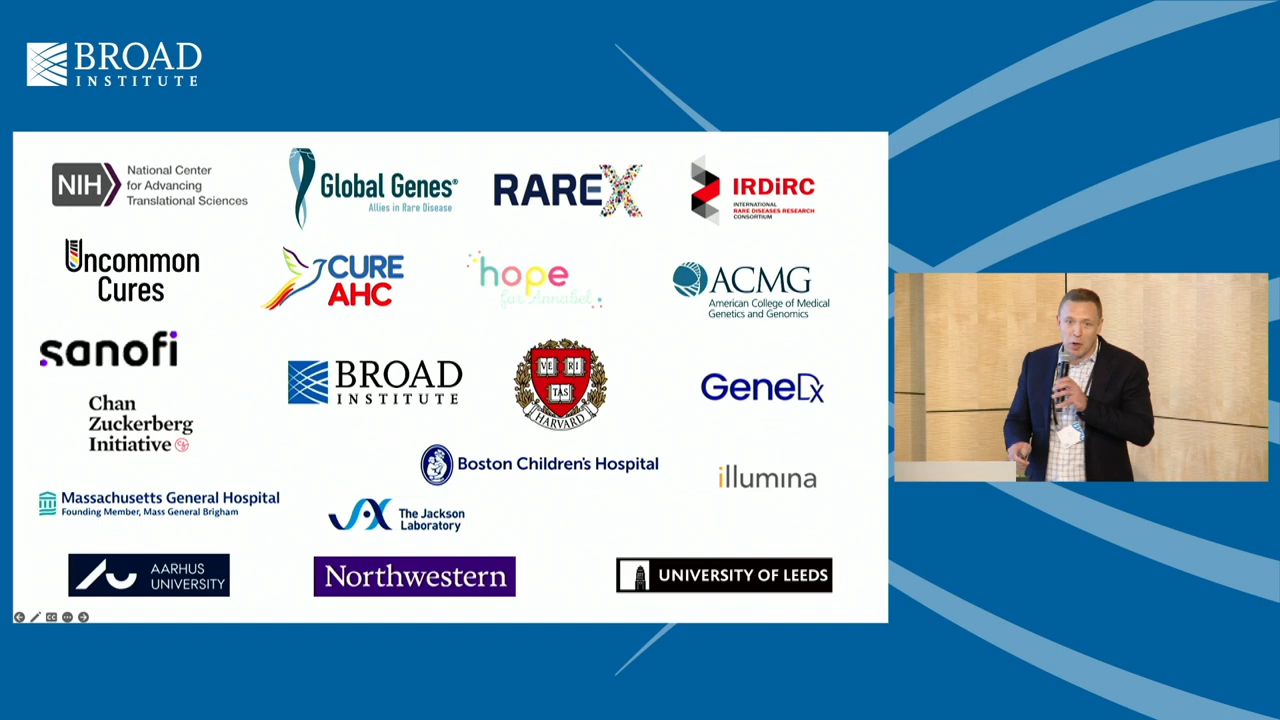 BROAD
INSTITUTE
NIH
National Center
for Advancing
Translational Sciences
Global Genes®
Allies in Rare Disease
RAREX
IRDiRC
INTERNATIONAL
RARE DISEASES RESEARCH
CONSORTIUM
Uncommon
Cures
CURE
AHC
hope
for Annabel
ACMG
American College of Medical
Genetics and Genomics
sanofi
BROAD
INSTITUTE
VE RI
TAS
HARVARD
GeneDx
Chan
Zuckerberg
Initiative
Boston Children's Hospital
illumina
Massachusetts General Hospital
Founding Member, Mass General Brigham
JAX
The Jackson
Laboratory
AARHUS
UNIVERSITY
Northwestern
UNIVERSITY OF LEEDS
CC